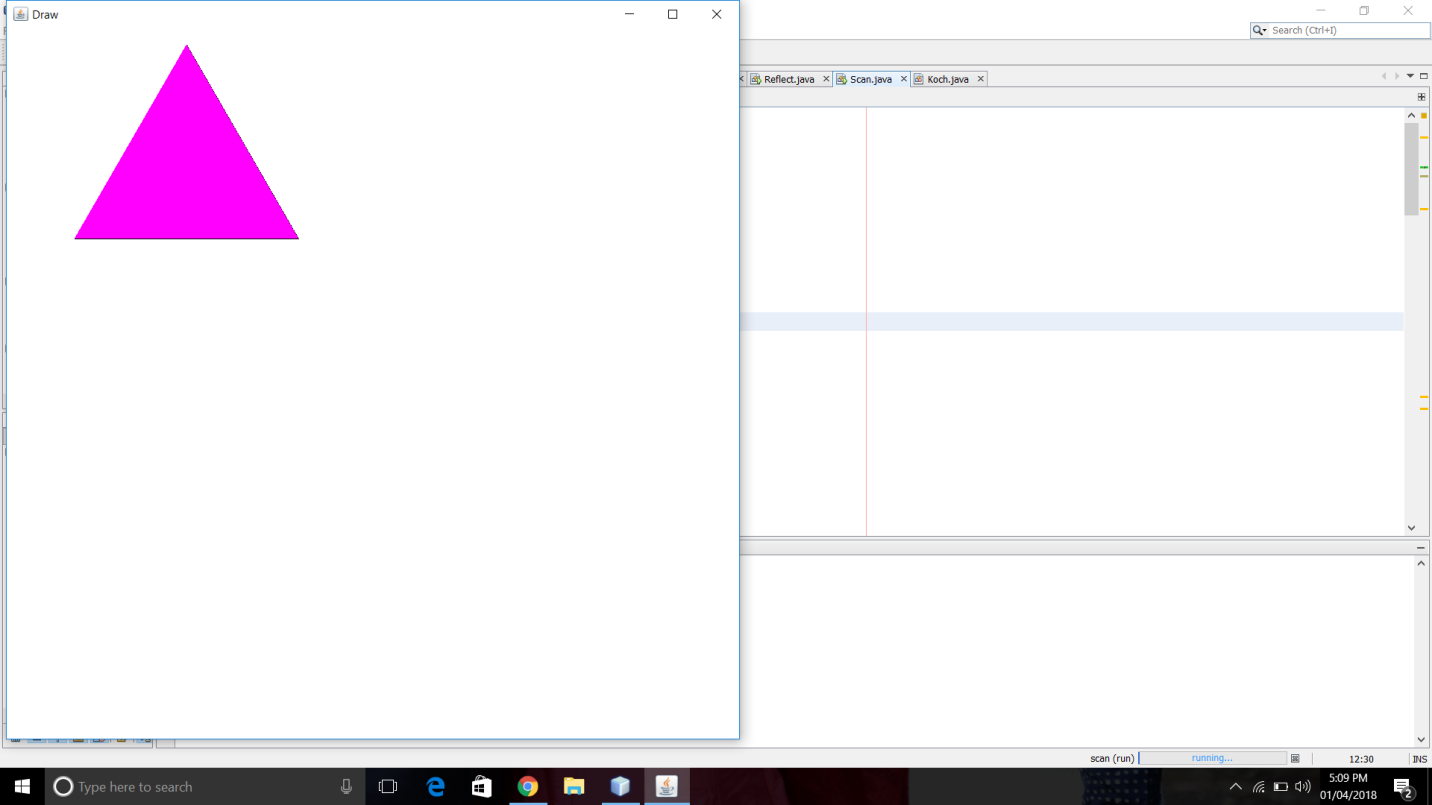 Draw
Search (Ctrl+I)
Reflect.java
Scan.java
Koch.java
scan (run)
running...
12:30
INS
Type here to search
5:09 PM
01/04/2018
2